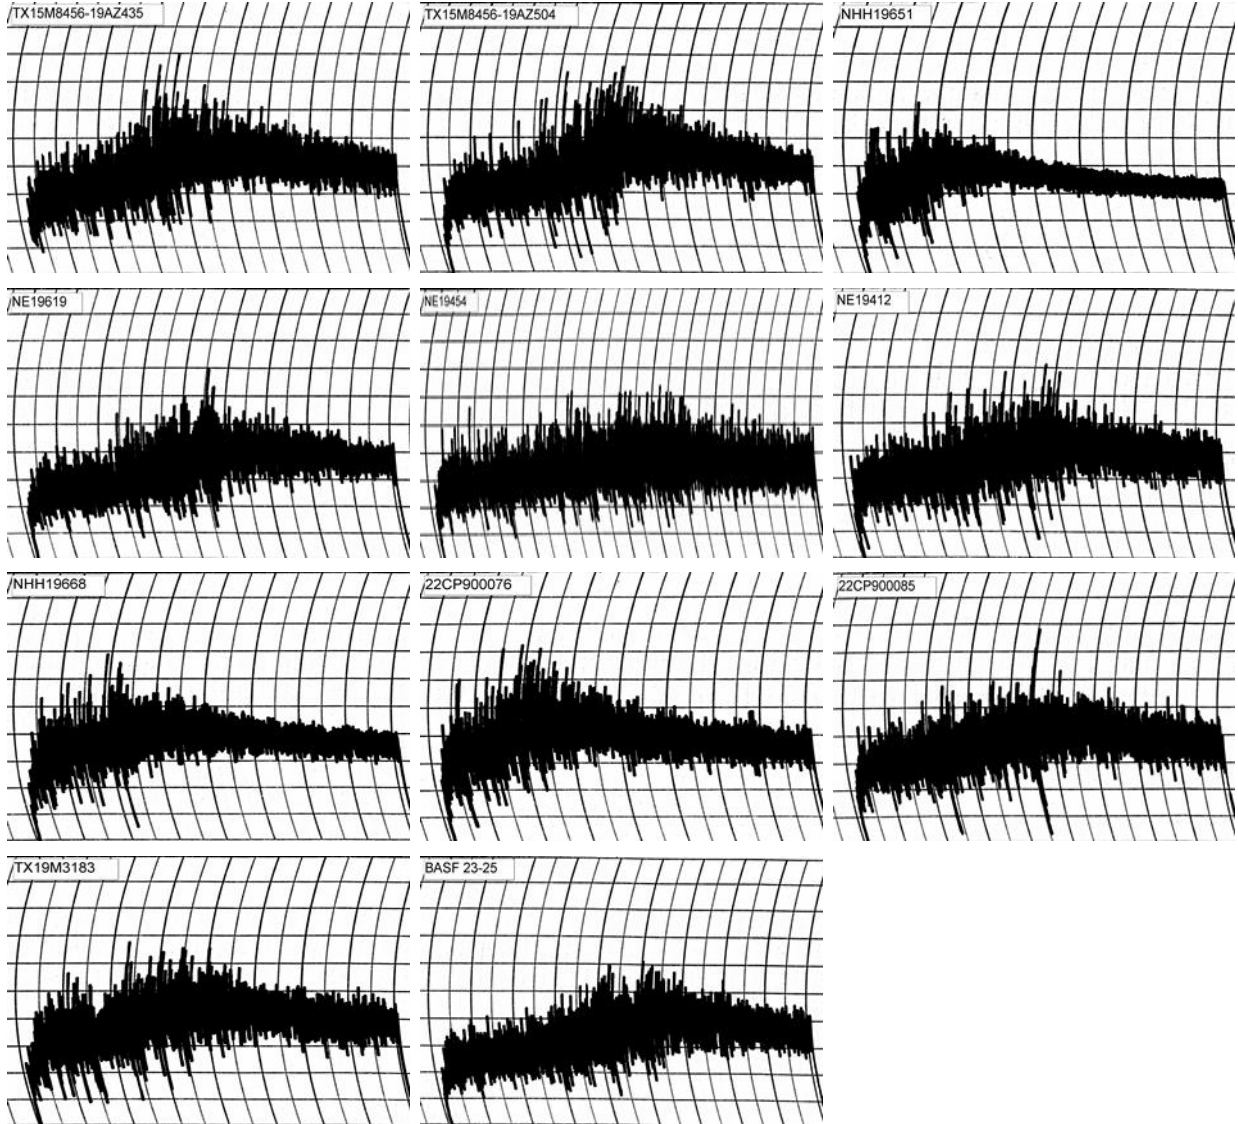 TX15M8456-19AZ435
TX15M8456-19AZ504
NHH19651
NE19619
NE19454
NE19412
NHH19668
22CP900076
22CP900085
TX19M3183
BASF 23-25